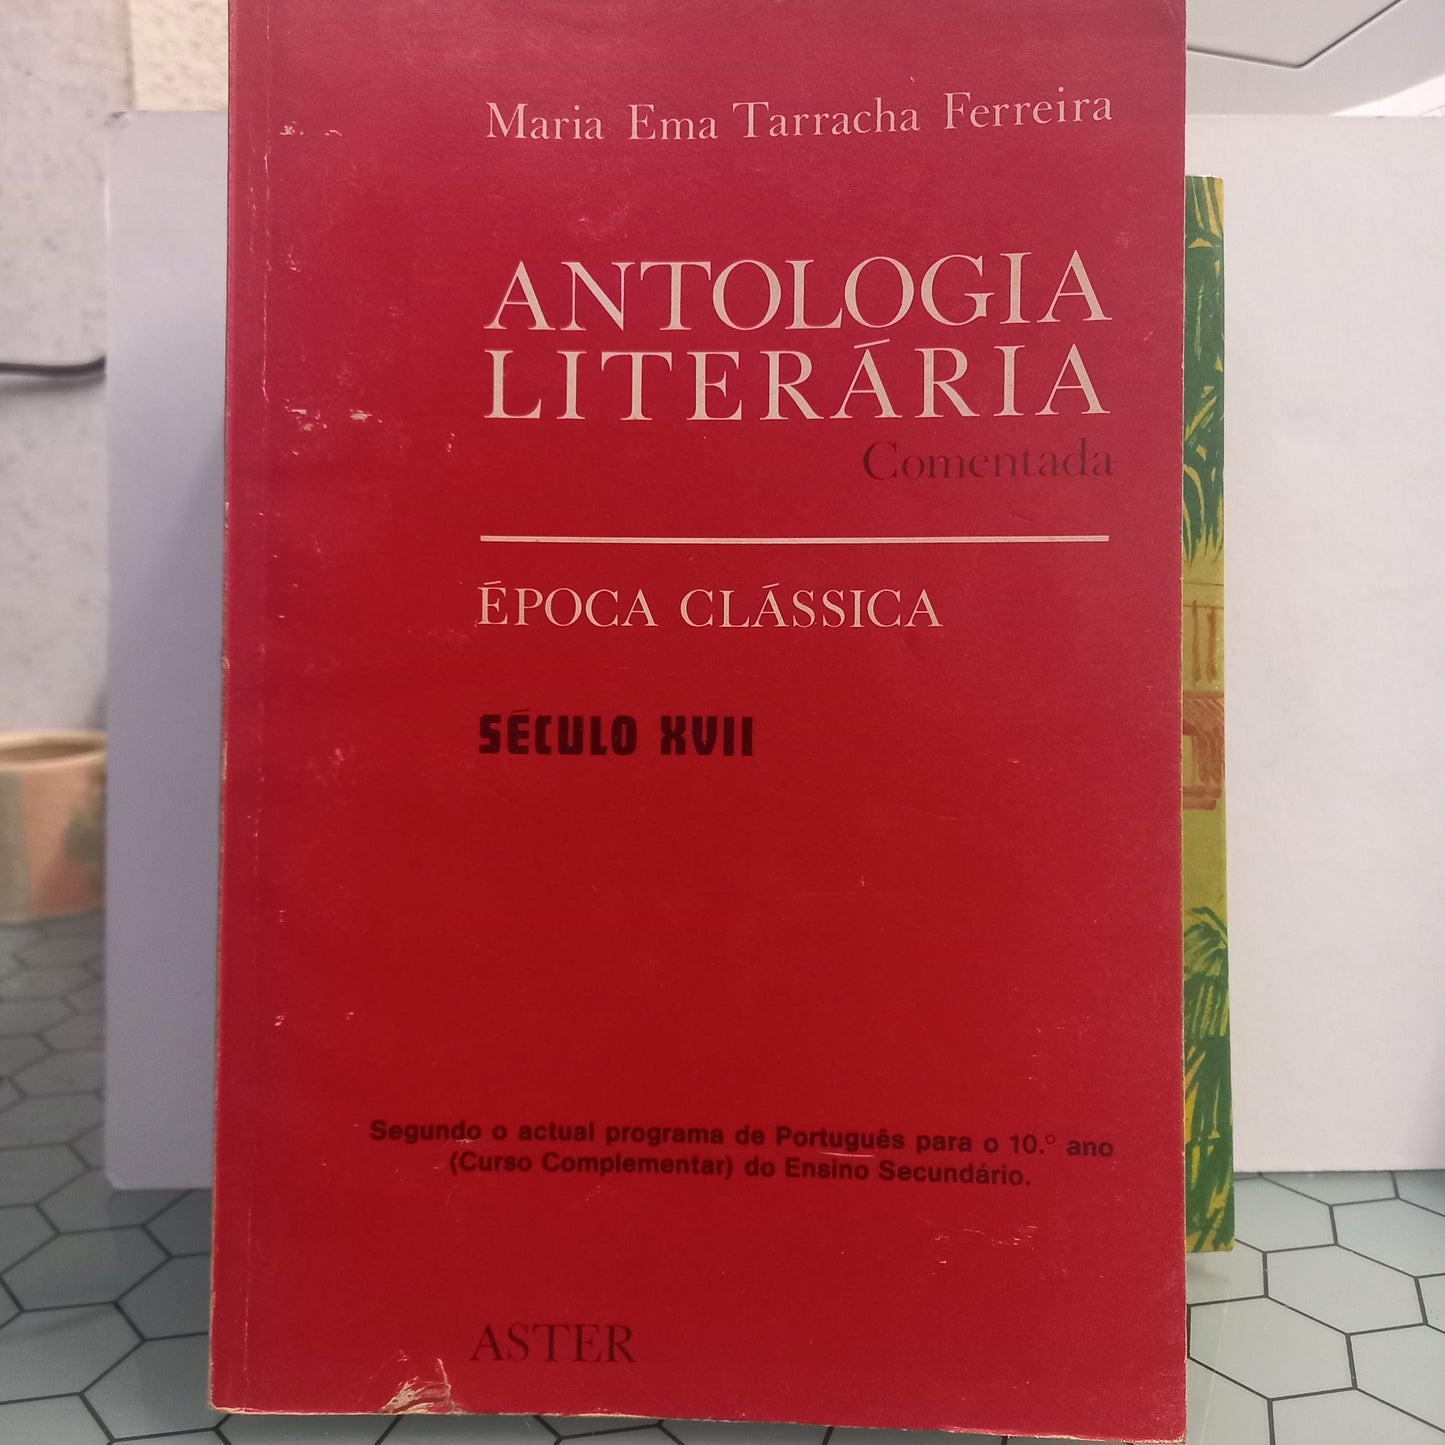 Maria Ema Tarracha Ferreira
ANTOLOGIA
LITERÁRIA
Comentada
ÉPOCA CLÁSSICA
SÉCULO XVII
Segundo o actual programa de Português para o 10.° ano
(Curso Complementar) do Ensino Secundário.
ASTER